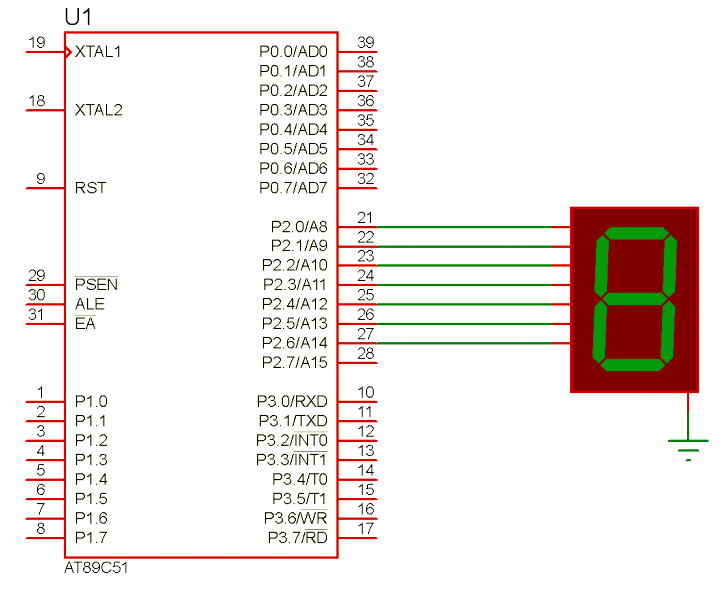 U1
19 XTAL1 P0.0/AD0 39
P0.1/AD1 38
P0.2/AD2 37
18 XTAL2 P0.3/AD3 36
P0.4/AD4 35
P0.5/AD5 34
P0.6/AD6 33
9 RST P0.7/AD7 32
P2.0/A8 21
P2.1/A9 22
P2.2/A10 23
29 PSEN P2.3/A11 24
30 ALE P2.4/A12 25
31 EA P2.5/A13 26
P2.6/A14 27
P2.7/A15 28
1 P1.0 P3.0/RXD 10
2 P1.1 P3.1/TXD 11
3 P1.2 P3.2/INT0 12
4 P1.3 P3.3/INT1 13
5 P1.4 P3.4/T0 14
6 P1.5 P3.5/T1 15
7 P1.6 P3.6/WR 16
8 P1.7 P3.7/RD 17
AT89C51
8